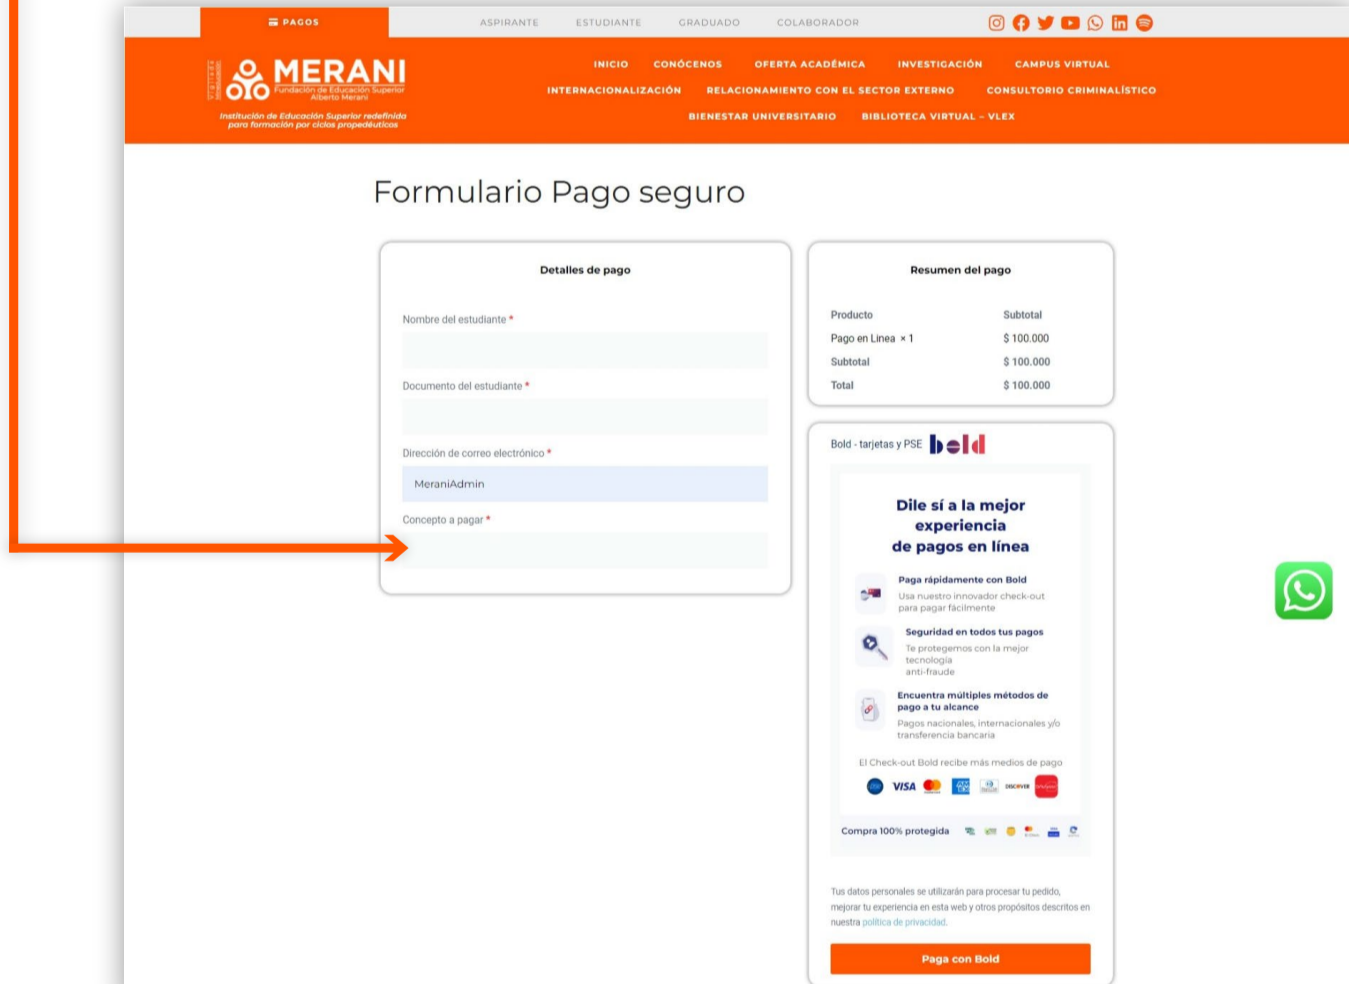 PAGOS
ASPIRANTE ESTUDIANTE GRADUADO COLABORADOR
MERANI
Fundación de Educación Superior
Alberto Merani
Institución de Educación Superior redefinida
para formación por ciclos propedéuticos
INICIO CONÓCENOS OFERTA ACADÉMICA INVESTIGACIÓN CAMPUS VIRTUAL
INTERNACIONALIZACIÓN RELACIONAMIENTO CON EL SECTOR EXTERNO CONSULTORIO CRIMINALÍSTICO
BIENESTAR UNIVERSITARIO BIBLIOTECA VIRTUAL – VLEX
Formulario Pago seguro
Detalles de pago
Nombre del estudiante *
Documento del estudiante *
Dirección de correo electrónico *
MeraniAdmin
Concepto a pagar *
Resumen del pago
Producto Subtotal
Pago en Linea × 1 $ 100.000
Subtotal $ 100.000
Total $ 100.000
Bold - tarjetas y PSE bold
Dile sí a la mejor
experiencia
de pagos en línea
Paga rápidamente con Bold
Usa nuestro innovador check-out
para pagar fácilmente
Seguridad en todos tus pagos
Te protegemos con la mejor
tecnología
anti-fraude
Encuentra múltiples métodos de
pago a tu alcance
Pagos nacionales, internacionales y/o
transferencia bancaria
El Check-out Bold recibe más medios de pago
VISA DISCOVER
Compra 100% protegida
Tus datos personales se utilizarán para procesar tu pedido,
mejorar tu experiencia en esta web y otros propósitos descritos en
nuestra política de privacidad.
Paga con Bold